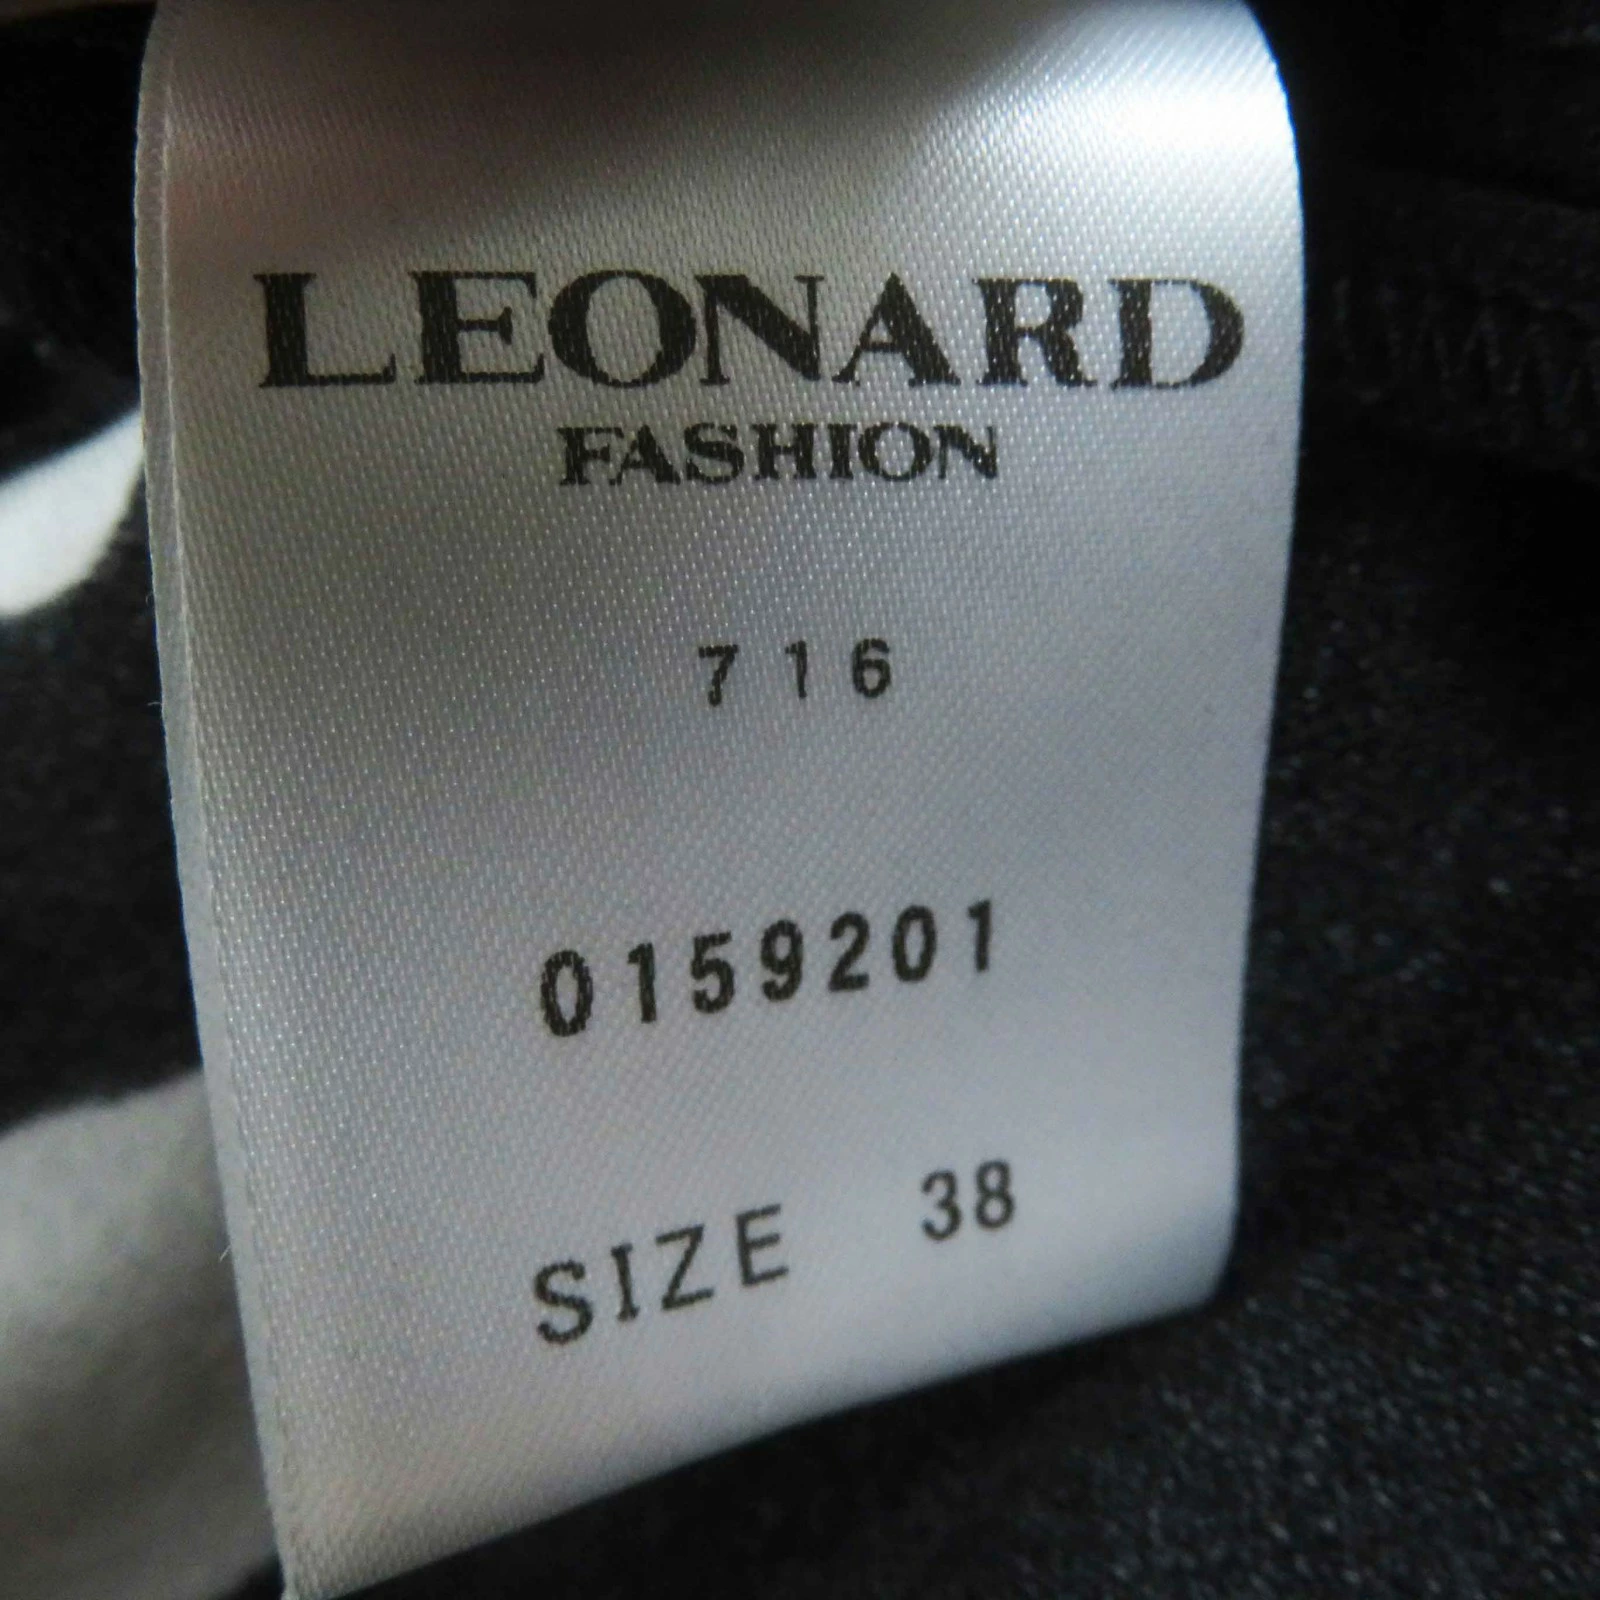 LEONARD
FASHION
716
0159201
SIZE 38